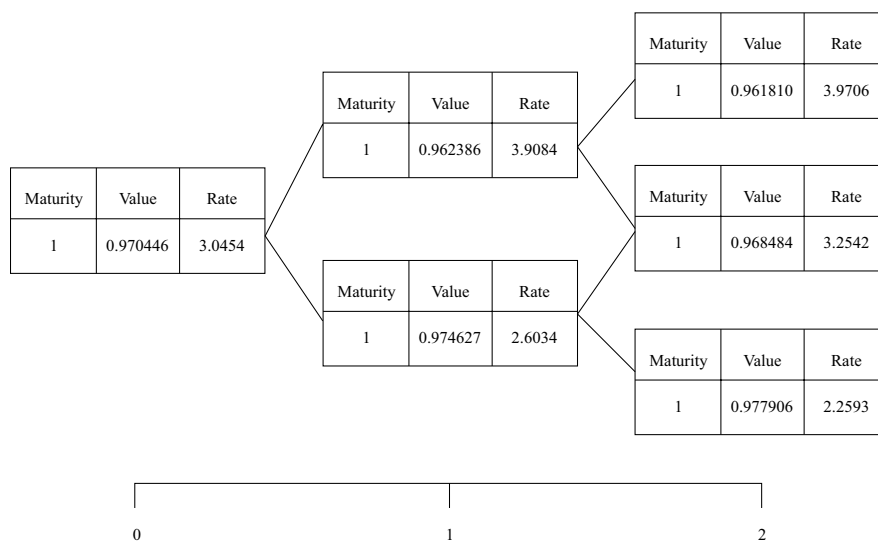 Maturity Value Rate
1 0.961810 3.9706
Maturity Value Rate
1 0.962386 3.9084
Maturity Value Rate
1 0.970446 3.0454
Maturity Value Rate
1 0.968484 3.2542
Maturity Value Rate
1 0.974627 2.6034
Maturity Value Rate
1 0.977906 2.2593
0 1 2